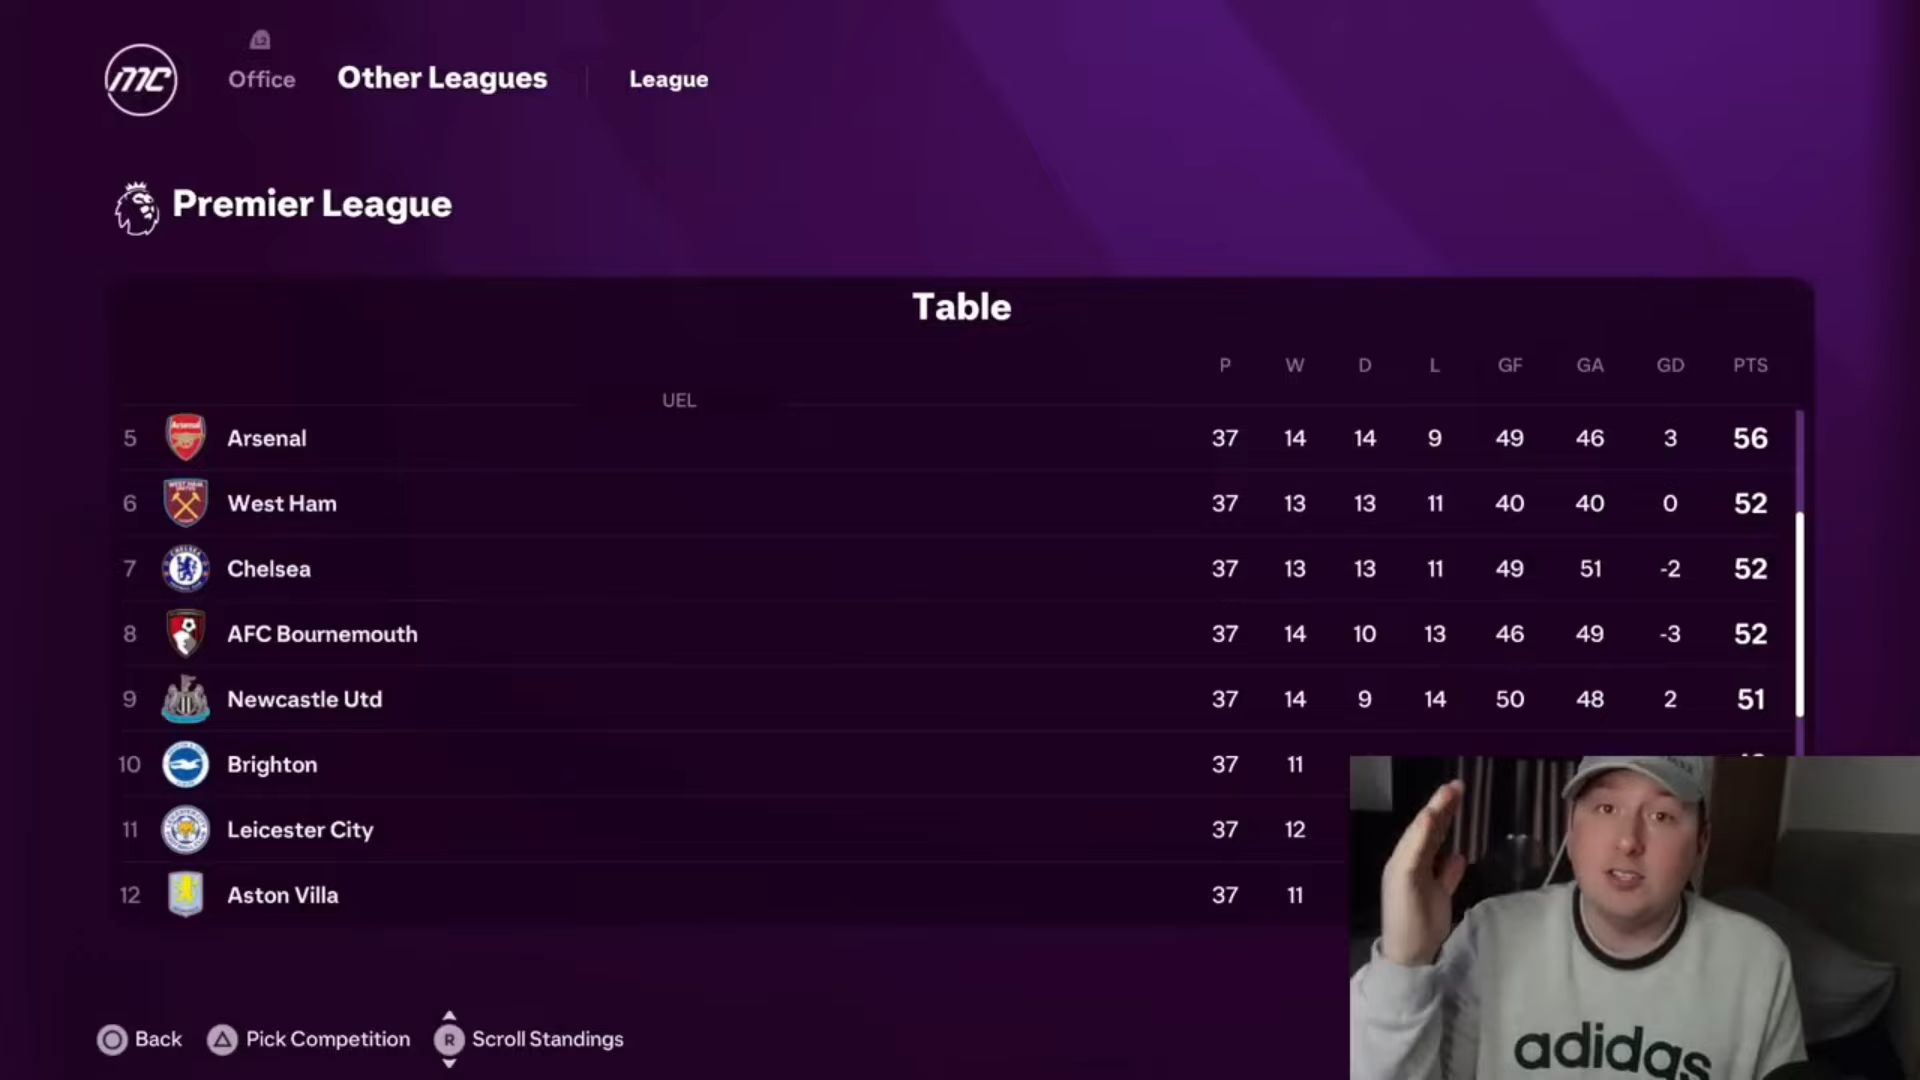 MC
L2
Office Other Leagues League
Premier League
Table
P W D L GF GA GD PTS
UEL
5 Arsenal 37 14 14 9 49 46 3 56
6 West Ham 37 13 13 11 40 40 0 52
7 Chelsea 37 13 13 11 49 51 -2 52
8 AFC Bournemouth 37 14 10 13 46 49 -3 52
9 Newcastle Utd 37 14 9 14 50 48 2 51
10 Brighton 37 11
11 Leicester City 37 12
12 Aston Villa 37 11
Back Pick Competition R Scroll Standings
adidas